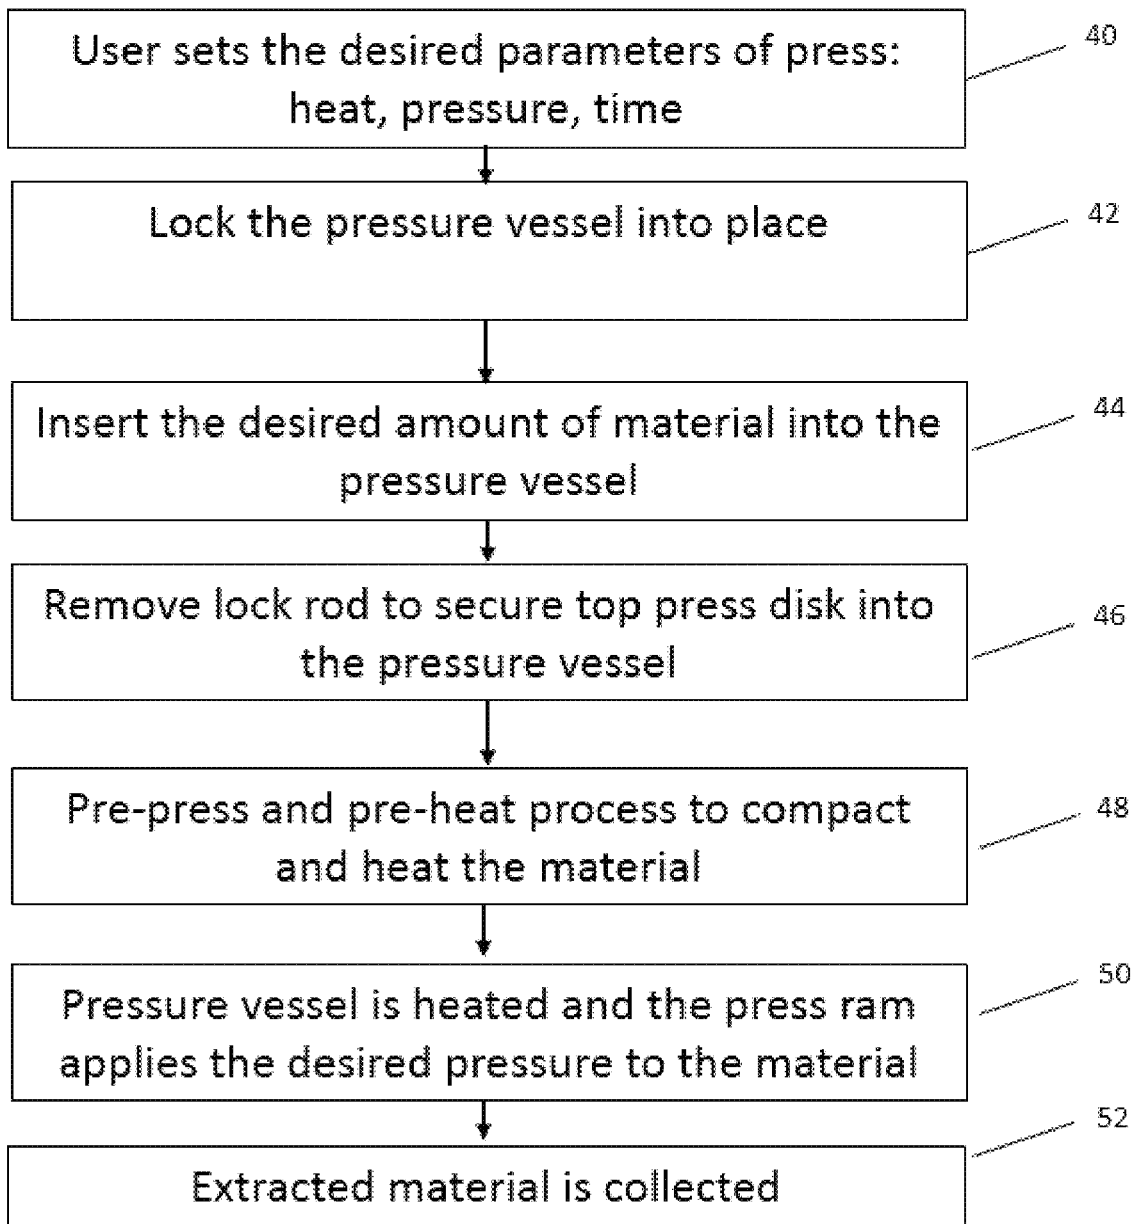 User sets the desired parameters of press:
heat, pressure, time
40
Lock the pressure vessel into place
42
Insert the desired amount of material into the
pressure vessel
44
Remove lock rod to secure top press disk into
the pressure vessel
46
Pre-press and pre-heat process to compact
and heat the material
48
Pressure vessel is heated and the press ram
applies the desired pressure to the material
50
Extracted material is collected
52